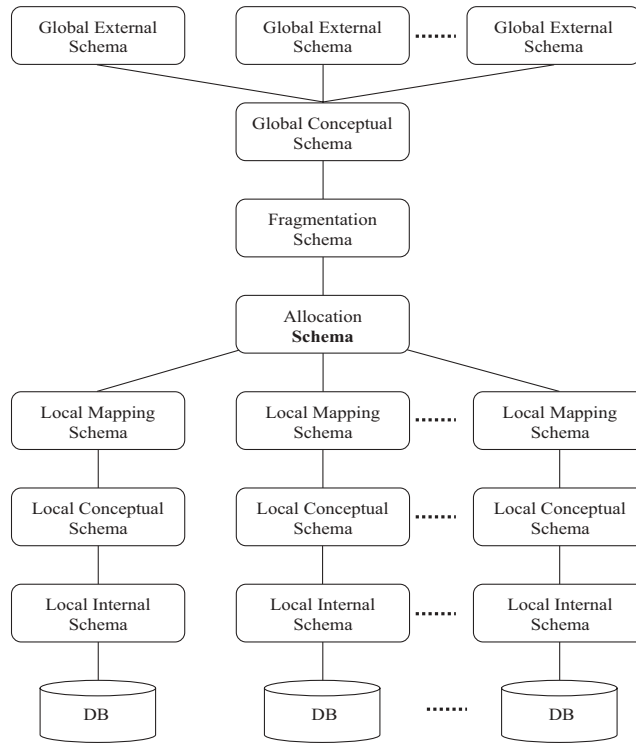 Global External
Schema
Global External
Schema
Global External
Schema
Global Conceptual
Schema
Fragmentation
Schema
Allocation
Schema
Local Mapping
Schema
Local Mapping
Schema
Local Mapping
Schema
Local Conceptual
Schema
Local Conceptual
Schema
Local Conceptual
Schema
Local Internal
Schema
Local Internal
Schema
Local Internal
Schema
DB
DB
DB